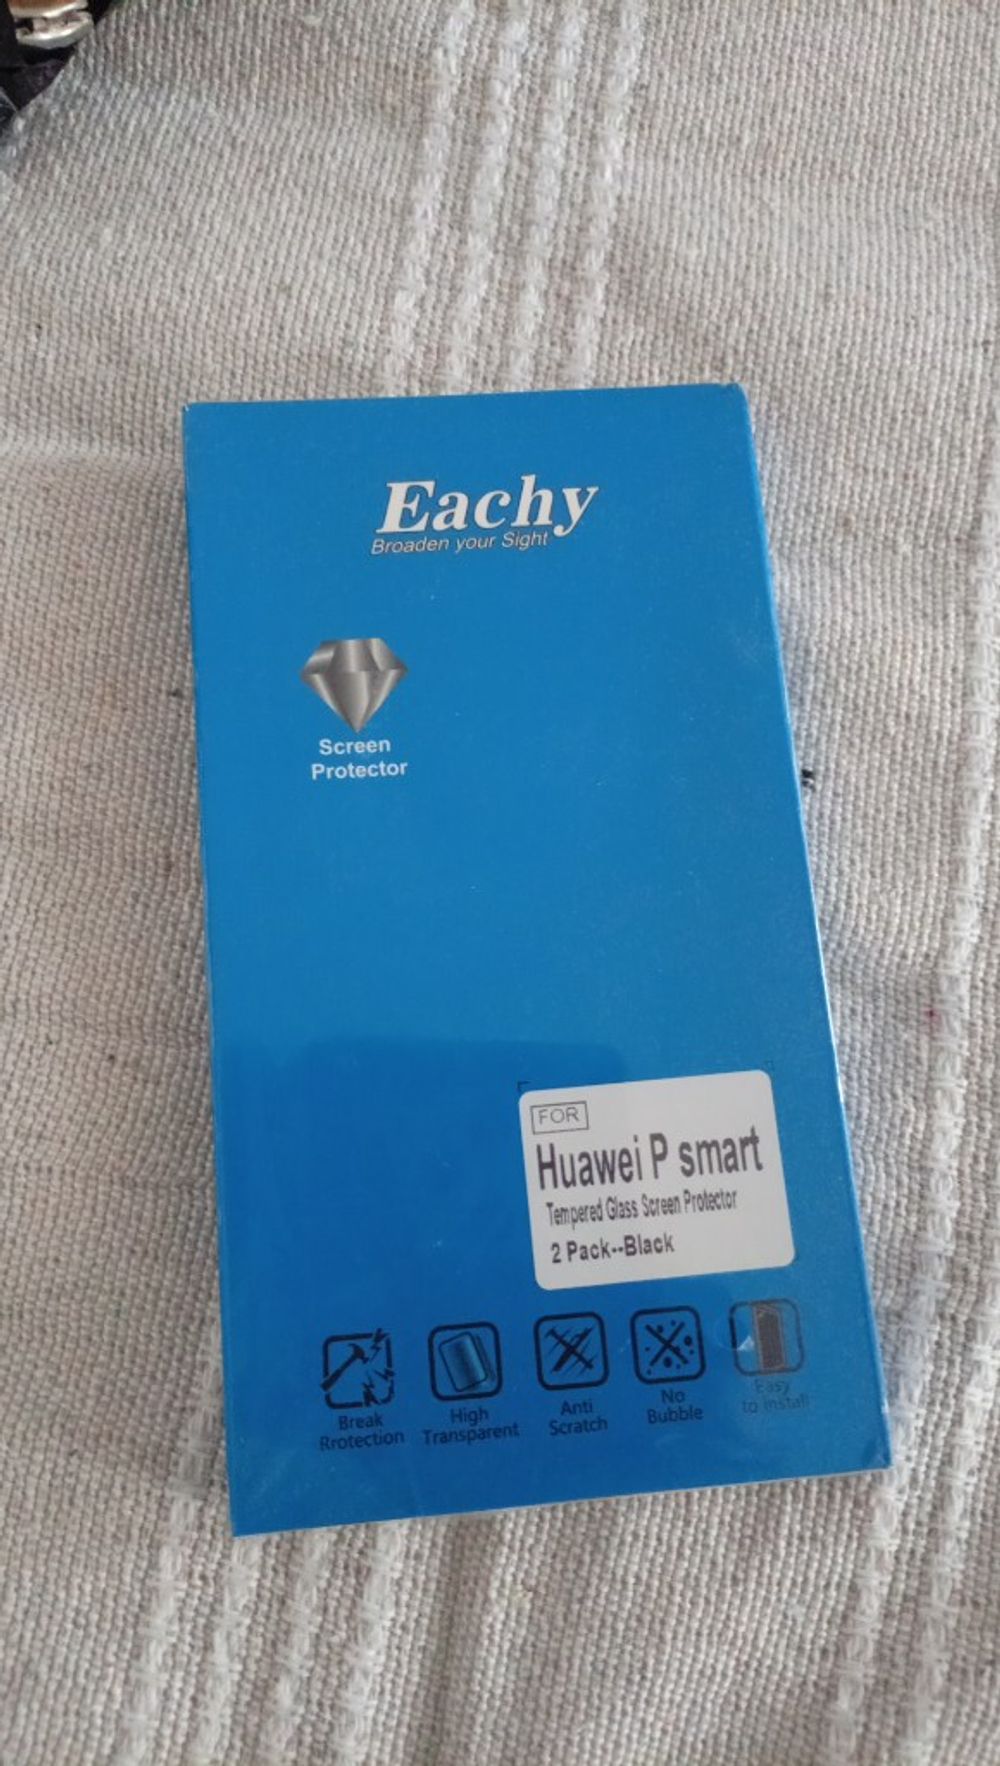 Eachy
Broaden your Sight
Screen
Protector
FOR
Huawei P smart
Tempered Glass Screen Protector
2 Pack--Black
Break
Rrotection
High
Transparent
Anti
Scratch
No
Bubble
Easy
to install